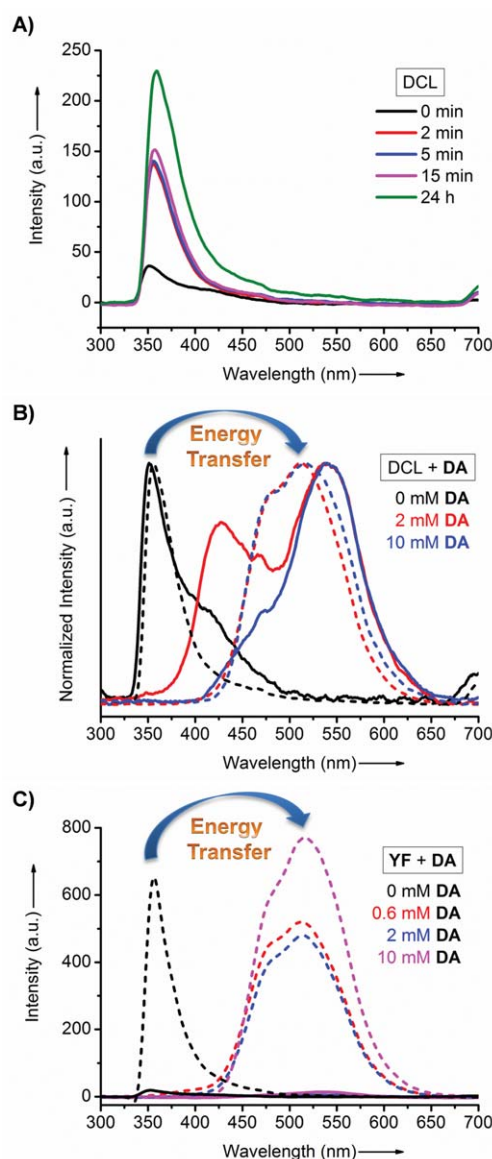 A)
250
200
150
100
50
0
Intensity (a.u.)
DCL
0 min
2 min
5 min
15 min
24 h
300 350 400 450 500 550 600 650 700
Wavelength (nm)
B)
Energy
Transfer
Normalized Intensity (a.u.)
DCL + DA
0 mM DA
2 mM DA
10 mM DA
300 350 400 450 500 550 600 650 700
Wavelength (nm)
C)
Energy
Transfer
800
600
400
200
0
Intensity (a.u.)
YF + DA
0 mM DA
0.6 mM DA
2 mM DA
10 mM DA
300 350 400 450 500 550 600 650 700
Wavelength (nm)